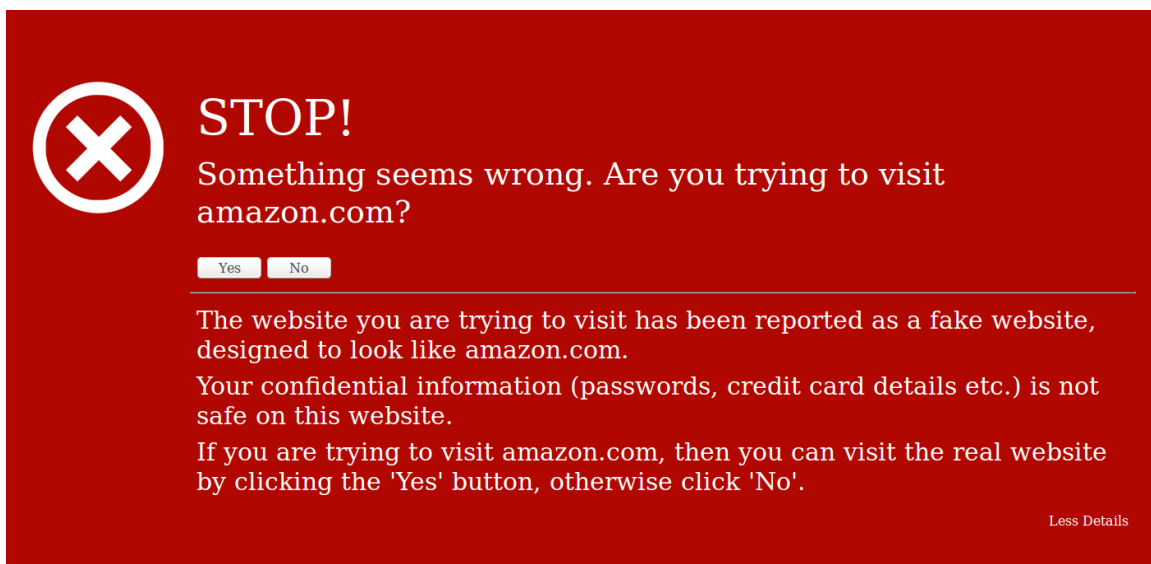 STOP!
Something seems wrong. Are you trying to visit
amazon.com?
Yes No
The website you are trying to visit has been reported as a fake website,
designed to look like amazon.com.
Your confidential information (passwords, credit card details etc.) is not
safe on this website.
If you are trying to visit amazon.com, then you can visit the real website
by clicking the 'Yes' button, otherwise click 'No'.
Less Details